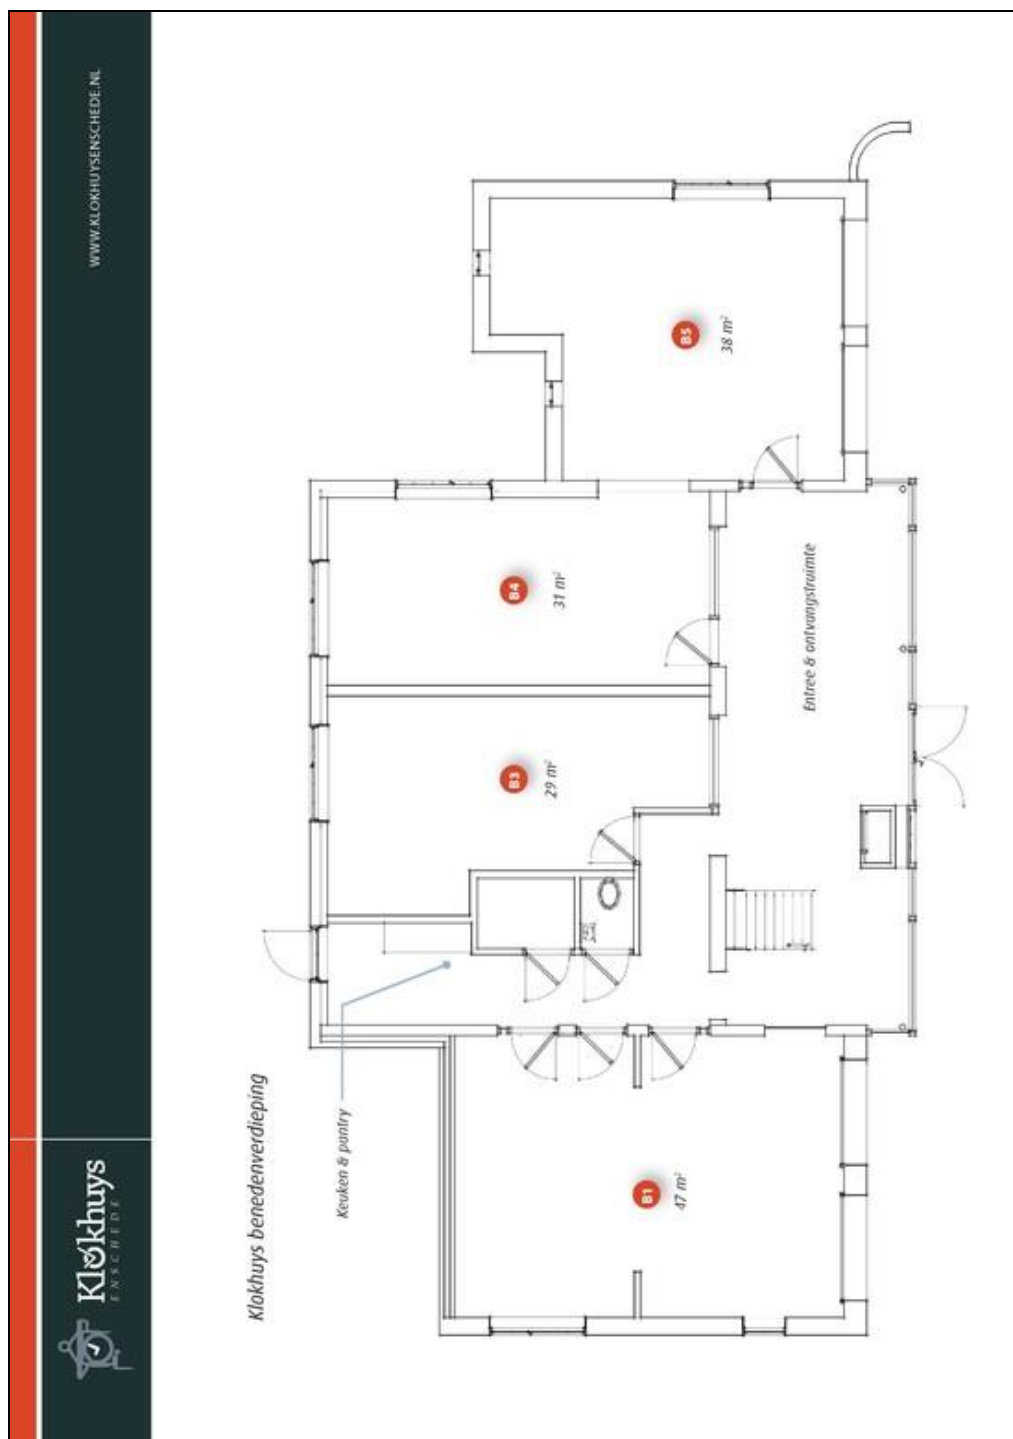 Klokhuys
ENSCHEDE
WWW.KLOKHUYSENSCHEDE.NL
Klokhuys benedenverdieping
Keuken & pantry
B1
47 m²
B3
29 m²
B4
31 m²
B5
38 m²
Entree & ontvangstruimte